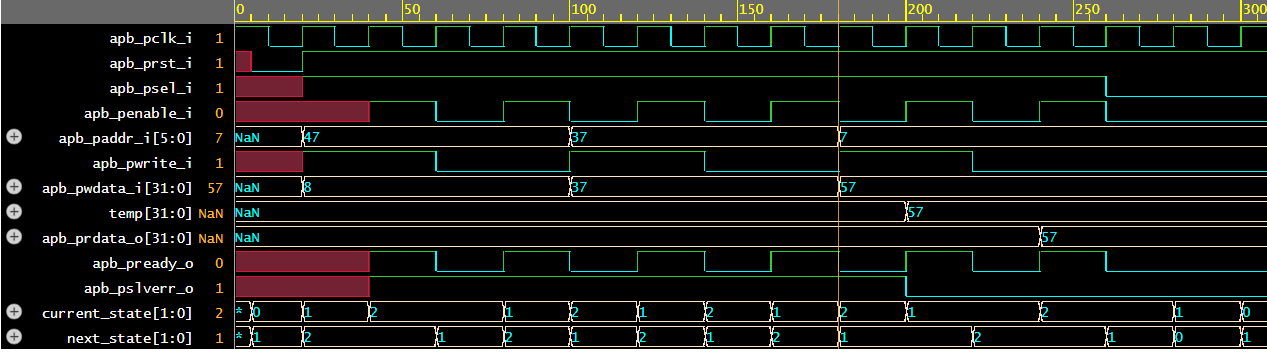 0 50 100 150 200 250 300
apb_pclk_i 1
apb_prst_i 1
apb_psel_i 1
apb_penable_i 0
apb_paddr_i[5:0] 7 NaN 47 37 7
apb_pwrite_i 1
apb_pwdata_i[31:0] 57 NaN 8 37 57
temp[31:0] NaN NaN 57
apb_prdata_o[31:0] NaN NaN 57
apb_pready_o 0
apb_pslverr_o 1
current_state[1:0] 2 * 0 1 2 1 2 1 2 1 2 1 2 1 0
next_state[1:0] 1 * 1 2 1 2 1 2 1 2 1 2 1 0 1